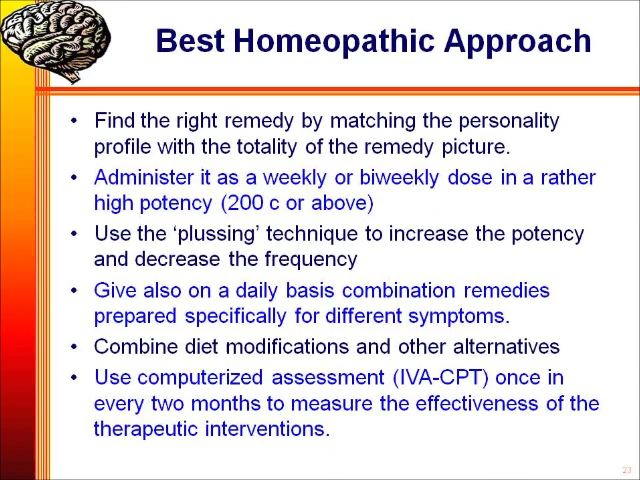 Best Homeopathic Approach
• Find the right remedy by matching the personality
profile with the totality of the remedy picture.
• Administer it as a weekly or biweekly dose in a rather
high potency (200 c or above)
• Use the ‘plussing’ technique to increase the potency
and decrease the frequency
• Give also on a daily basis combination remedies
prepared specifically for different symptoms.
• Combine diet modifications and other alternatives
• Use computerized assessment (IVA-CPT) once in
every two months to measure the effectiveness of the
therapeutic interventions.
23